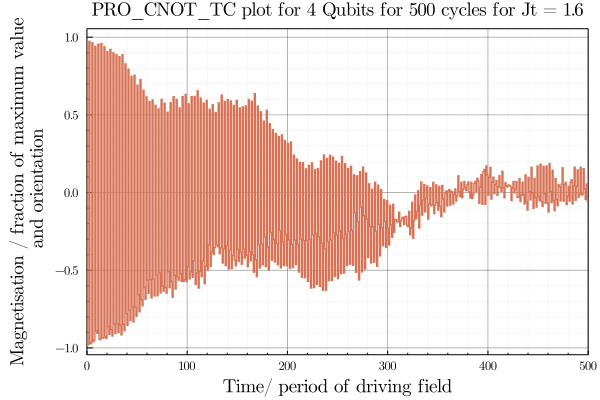 PRO_CNOT_TC plot for 4 Qubits for 500 cycles for Jt = 1.6
Magnetisation / fraction of maximum value
and orientation
1.0
0.5
0.0
−0.5
−1.0
0 100 200 300 400 500
Time/ period of driving field